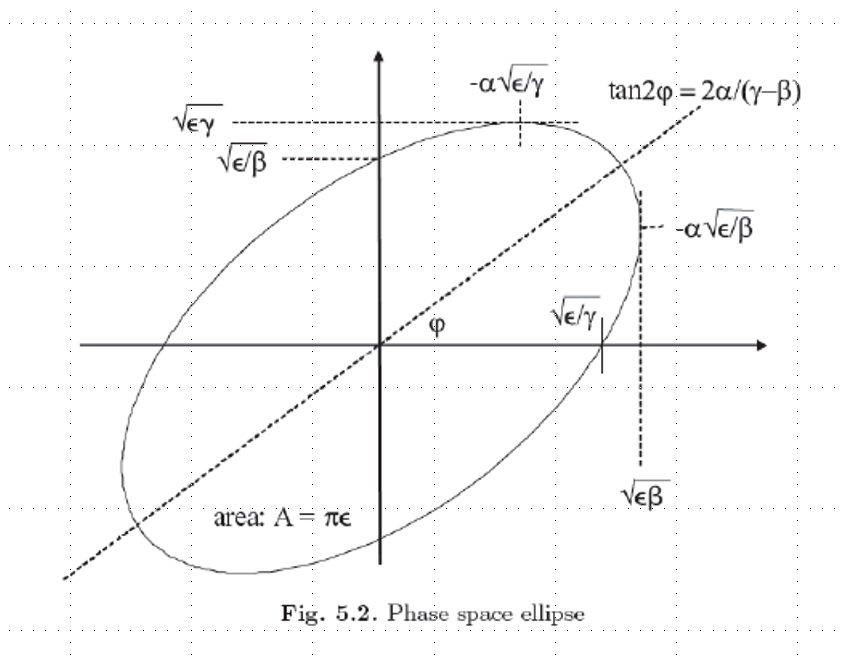 -α√ϵ/γ
tan2φ = 2α/(γ–β)
√ϵγ
√ϵ/β
-α√ϵ/β
√ϵ/γ
φ
√ϵβ
area: A = πϵ
Fig. 5.2. Phase space ellipse